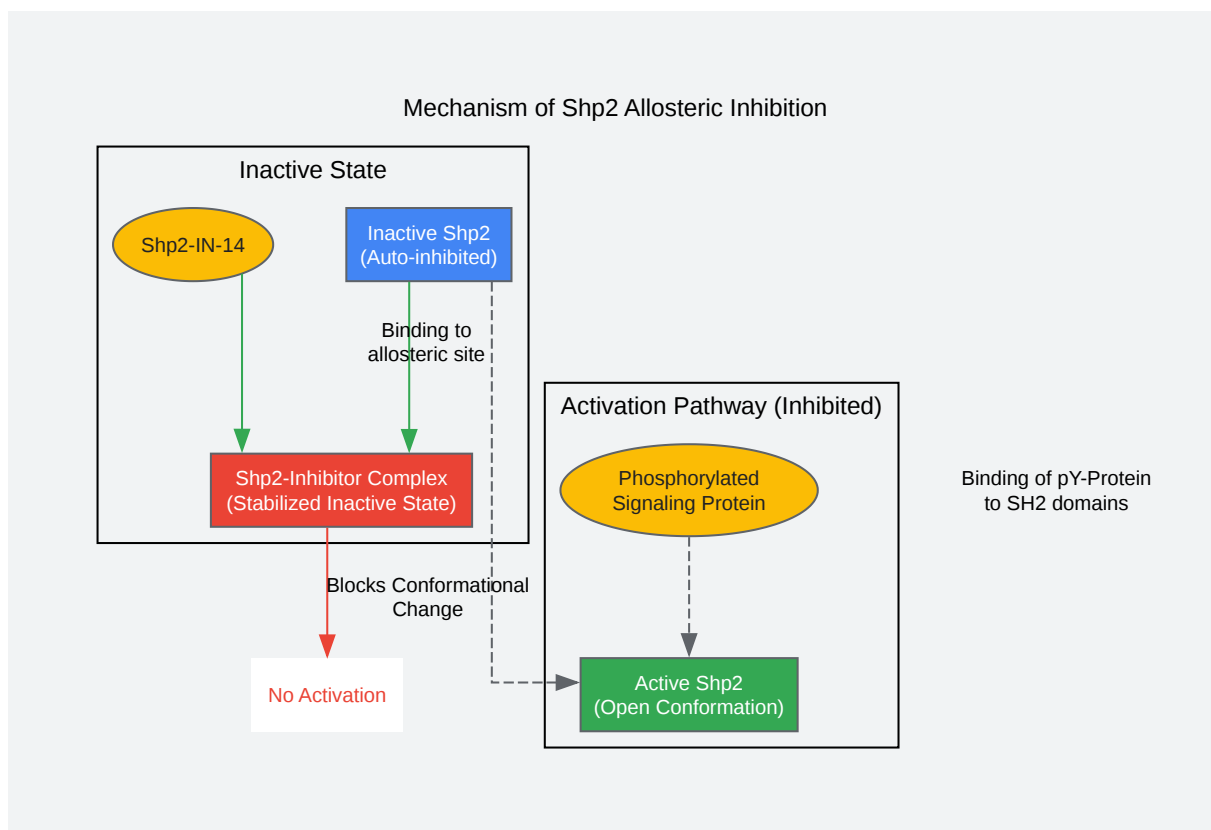 Mechanism of Shp2 Allosteric Inhibition
Inactive State
Shp2-IN-14
Inactive Shp2
(Auto-inhibited)
Binding to
allosteric site
Shp2-Inhibitor Complex
(Stabilized Inactive State)
Activation Pathway (Inhibited)
Phosphorylated
Signaling Protein
Binding of pY-Protein
to SH2 domains
Blocks Conformational
Change
No Activation
Active Shp2
(Open Conformation)